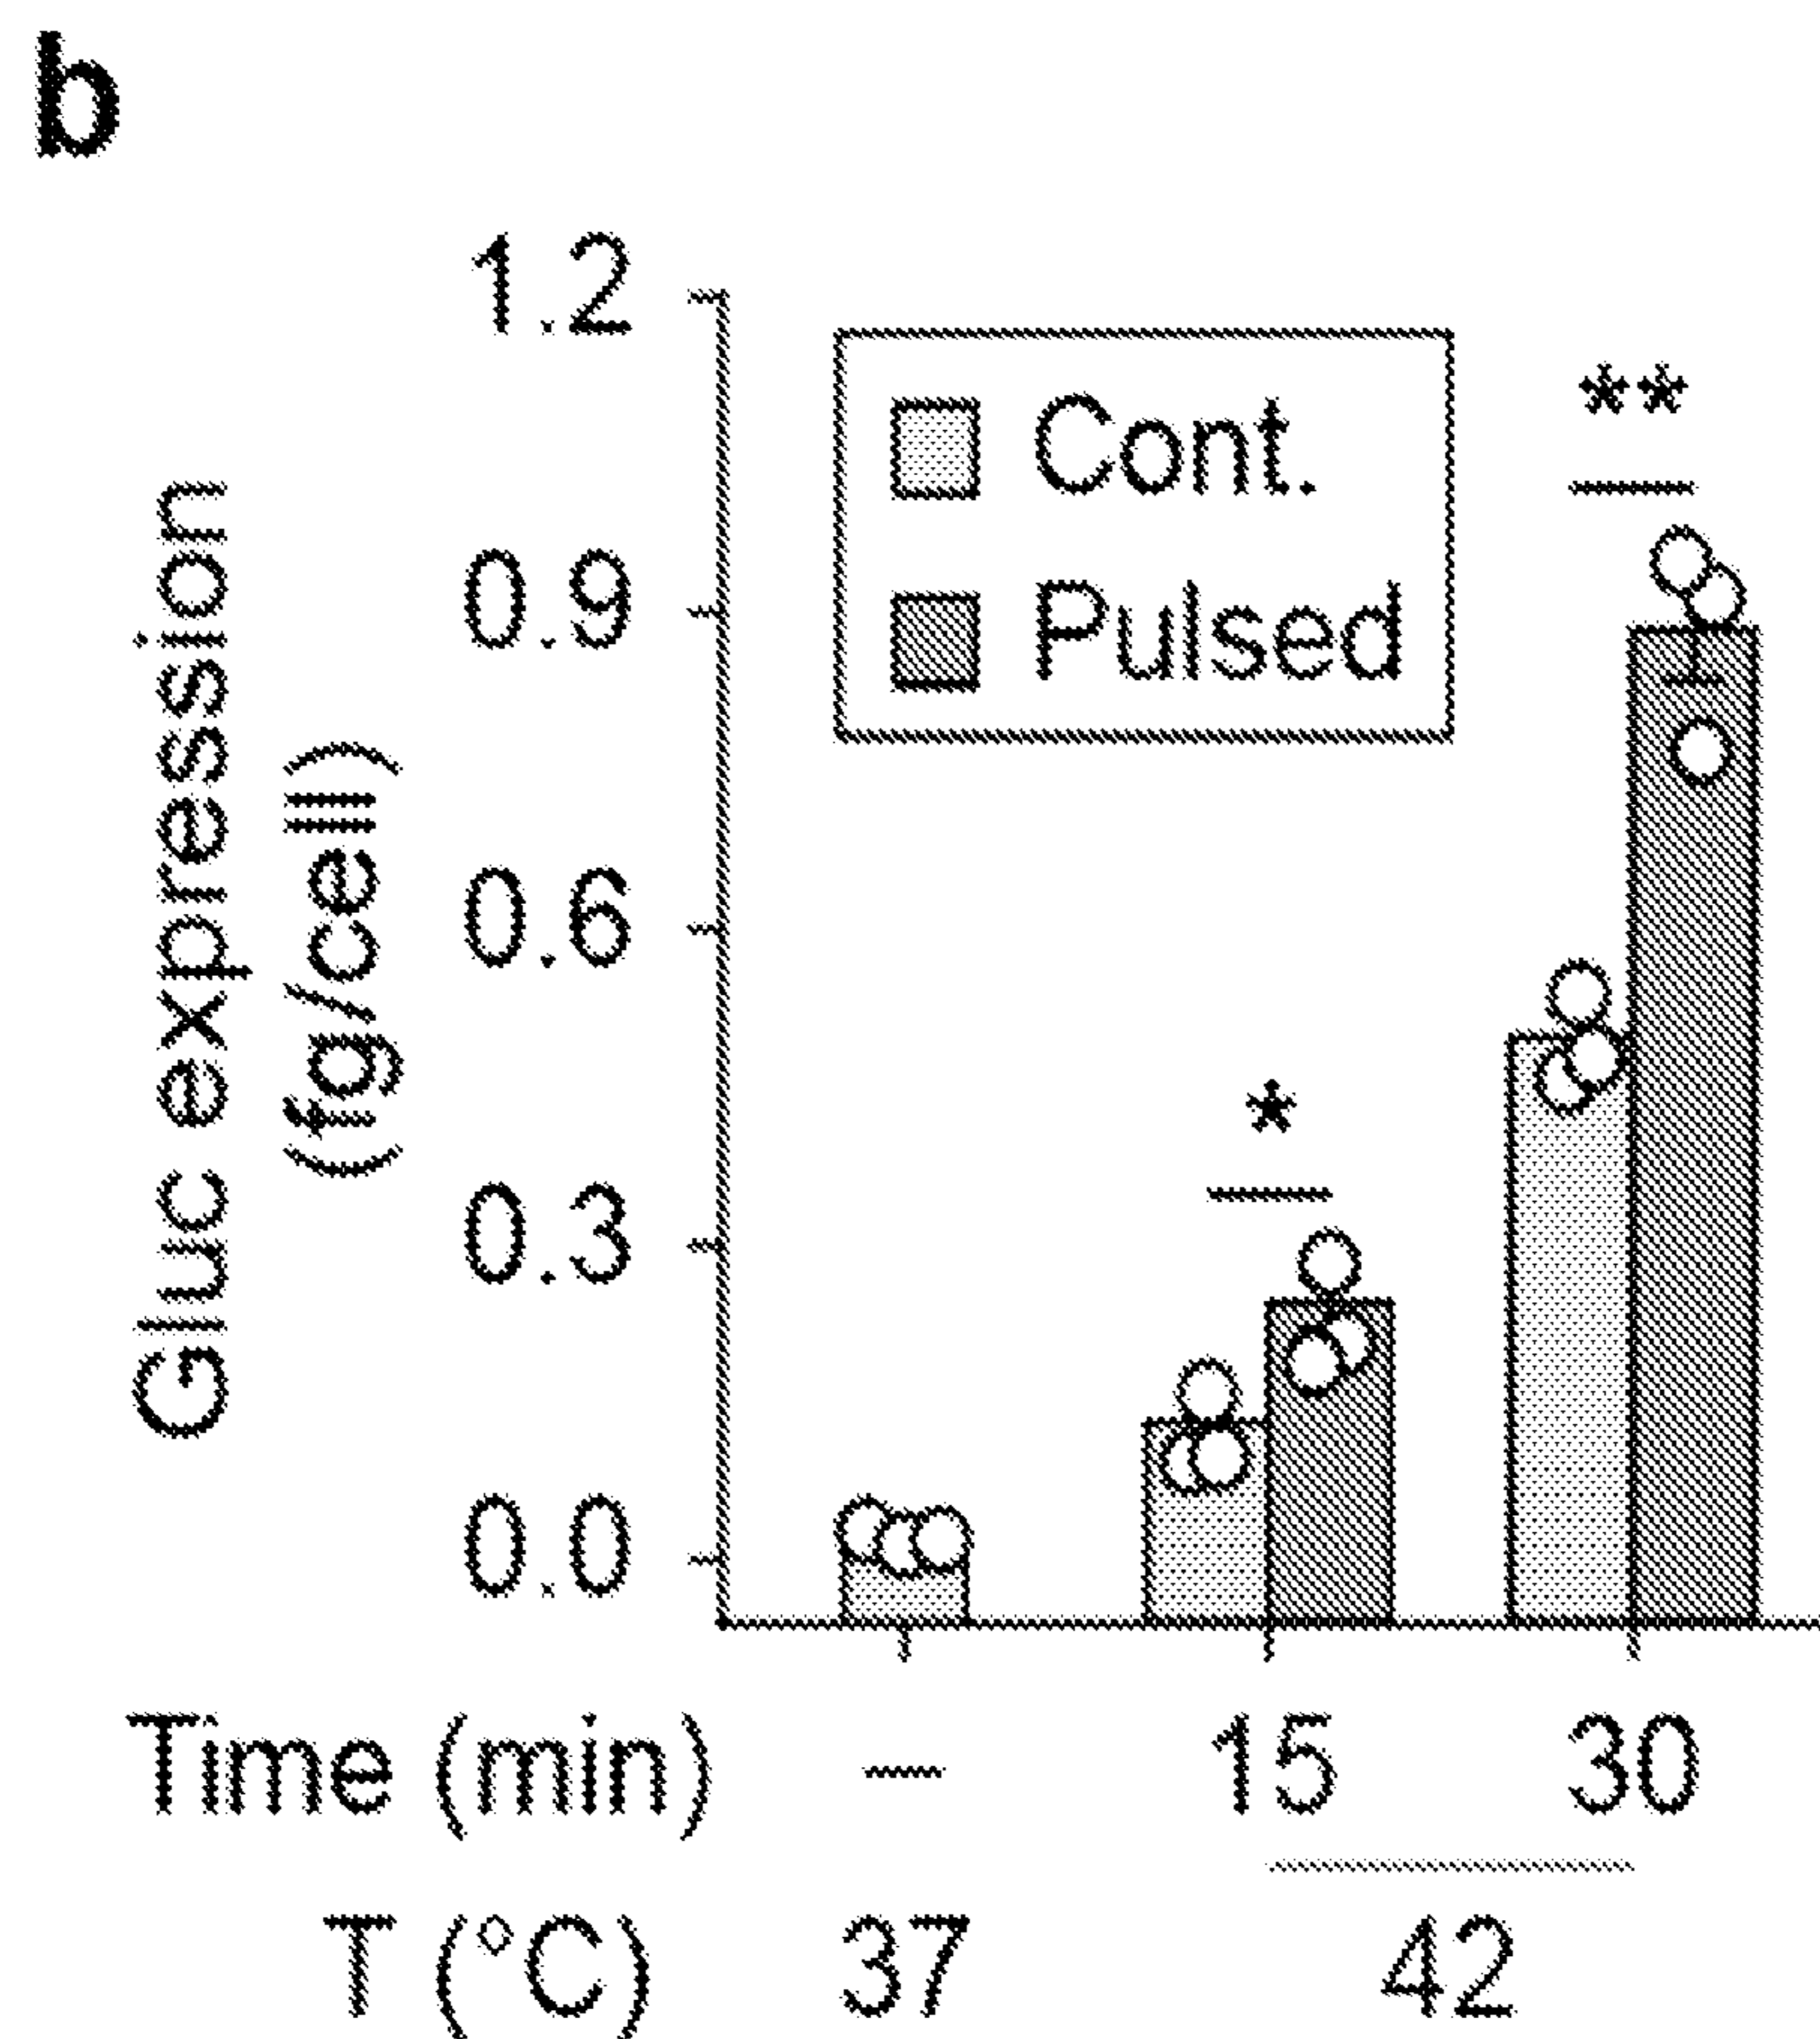 b
Gluc expression
(fg/cell)
1.2
0.9
0.6
0.3
0.0
Cont.
Pulsed
*
**
Time (min) – 15 30
T (°C) 37 42